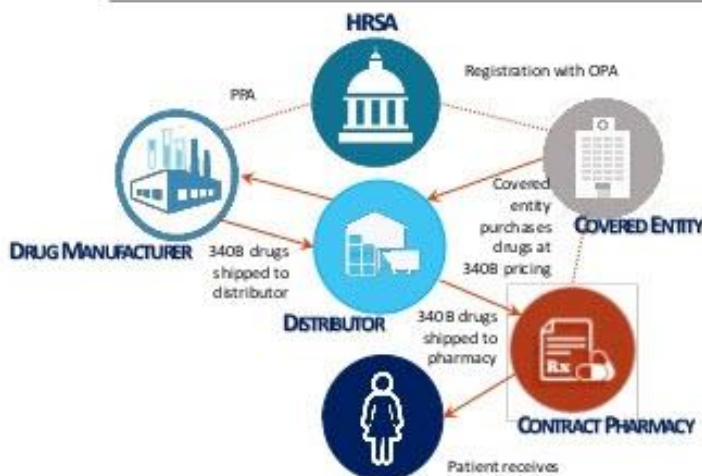 HRSA
PPA
Registration with OPA
DRUG MANUFACTURER
340B drugs
shipped to
distributor
Covered
entity
purchases
drugs at
340B pricing
COVERED ENTITY
DISTRIBUTOR
340B drugs
shipped to
pharmacy
Rx
CONTRACT PHARMACY
Patient receives